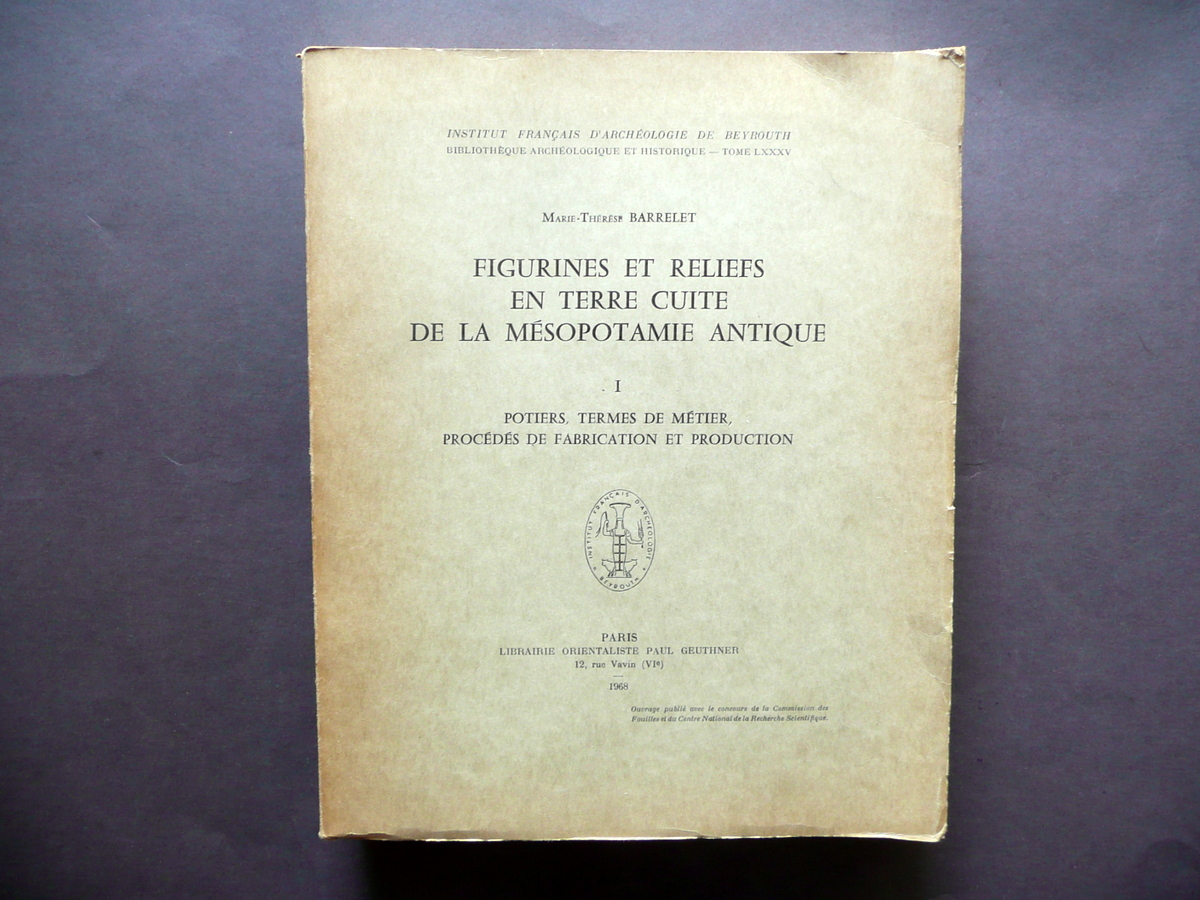 INSTITUT FRANÇAIS D'ARCHÉOLOGIE DE BEYROUTH
BIBLIOTHÈQUE ARCHÉOLOGIQUE ET HISTORIQUE — TOME LXXXV
MARIE-THÉRÈSE BARRELET
FIGURINES ET RELIEFS
EN TERRE CUITE
DE LA MÉSOPOTAMIE ANTIQUE
I
POTIERS, TERMES DE MÉTIER,
PROCÉDÉS DE FABRICATION ET PRODUCTION
INSTITUT FRANÇAIS D'ARCHÉOLOGIE
BEYROUTH
PARIS
LIBRAIRIE ORIENTALISTE PAUL GEUTHNER
12, rue Vavin (VIe)
1968
Ouvrage publié avec le concours de la Commission des
Fouilles et du Centre National de la Recherche Scientifique.